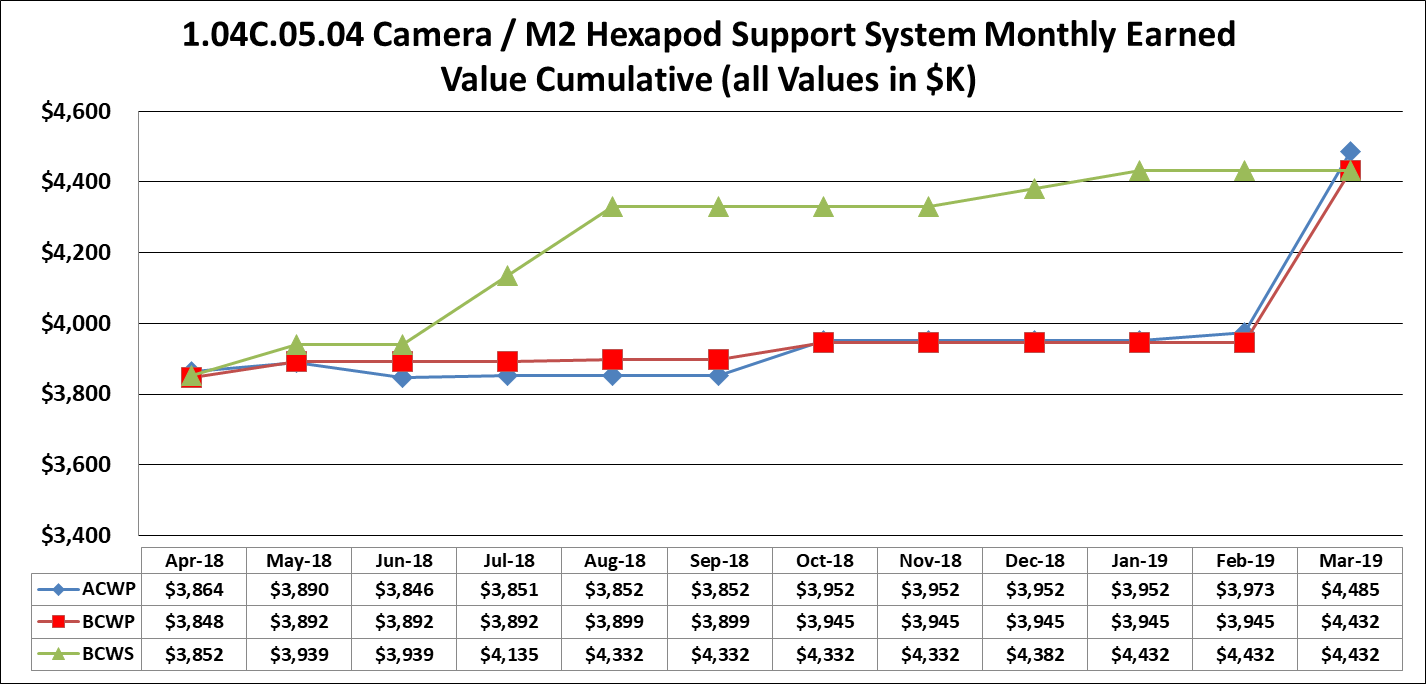 1.04C.05.04 Camera / M2 Hexapod Support System Monthly Earned
Value Cumulative (all Values in $K)
$4,600
$4,400
$4,200
$4,000
$3,800
$3,600
$3,400
Apr-18 May-18 Jun-18 Jul-18 Aug-18 Sep-18 Oct-18 Nov-18 Dec-18 Jan-19 Feb-19 Mar-19
ACWP $3,864 $3,890 $3,846 $3,851 $3,852 $3,852 $3,952 $3,952 $3,952 $3,952 $3,973 $4,485
BCWP $3,848 $3,892 $3,892 $3,892 $3,899 $3,899 $3,945 $3,945 $3,945 $3,945 $3,945 $4,432
BCWS $3,852 $3,939 $3,939 $4,135 $4,332 $4,332 $4,332 $4,332 $4,382 $4,432 $4,432 $4,432